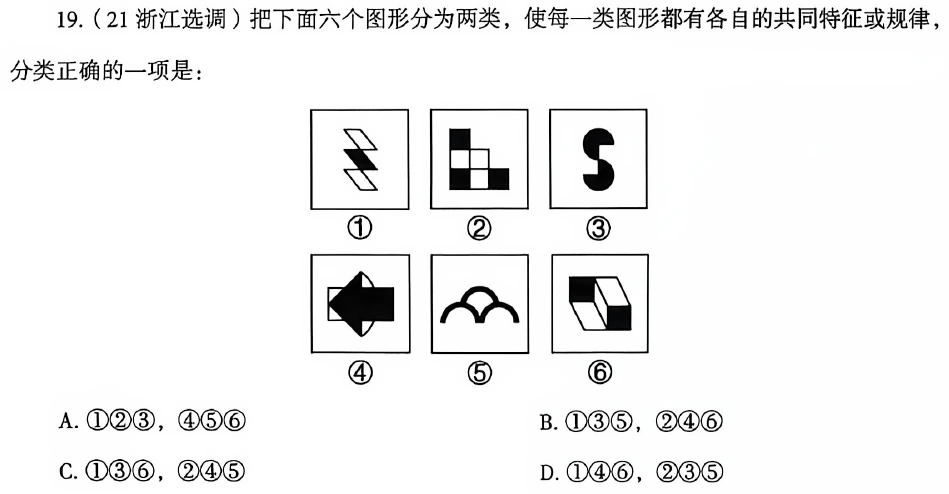 19.（21 浙江选调）把下面六个图形分为两类，使每一类图形都有各自的共同特征或规律，
分类正确的一项是：
① ② ③
④ ⑤ ⑥
A. ①②③，④⑤⑥ B. ①③⑤，②④⑥
C. ①③⑥，②④⑤ D. ①④⑥，②③⑤